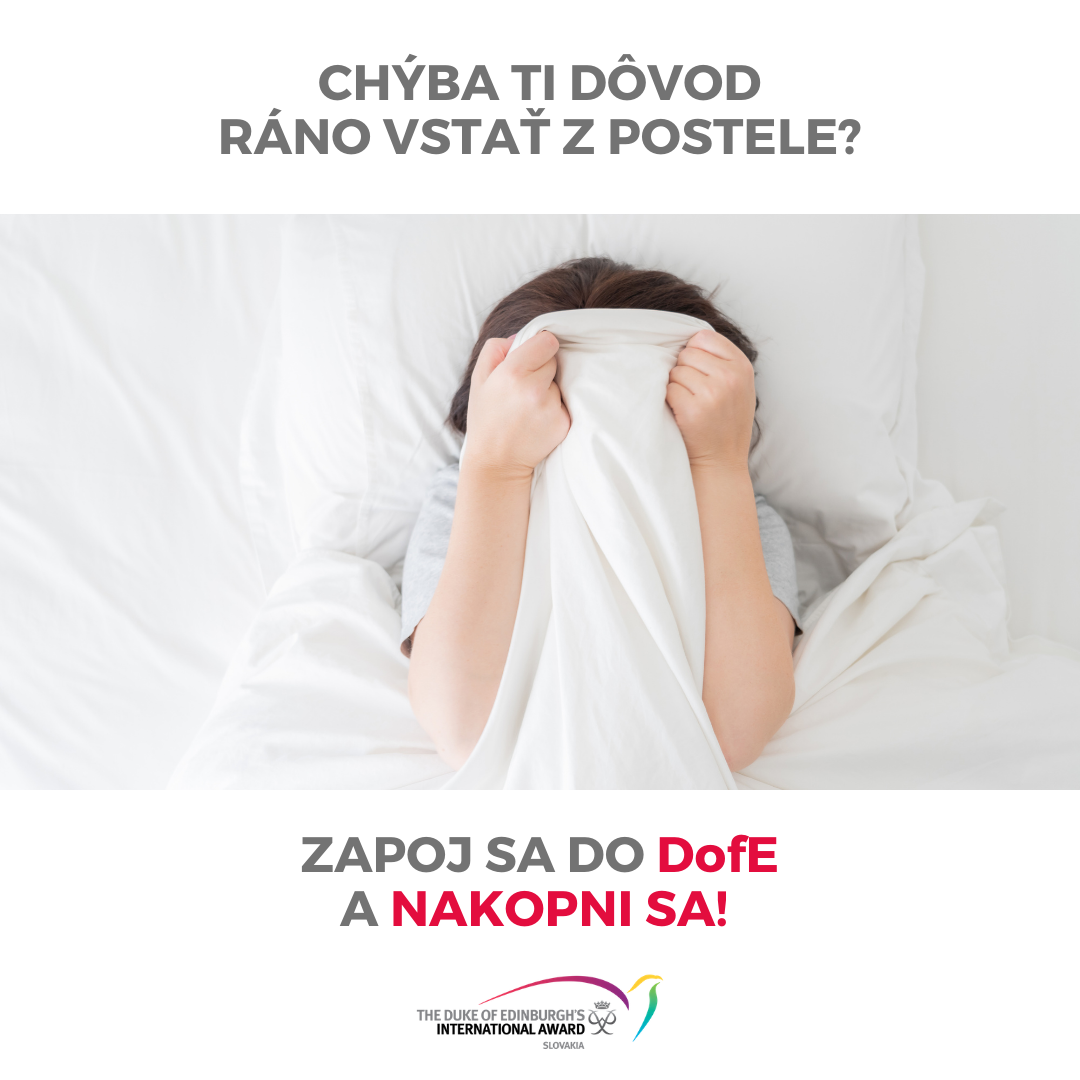 CHÝBA TI DÔVOD
RÁNO VSTAŤ Z POSTELE?
ZAPOJ SA DO DofE
A NAKOPNI SA!
THE DUKE OF EDINBURGH'S
INTERNATIONAL AWARD
SLOVAKIA